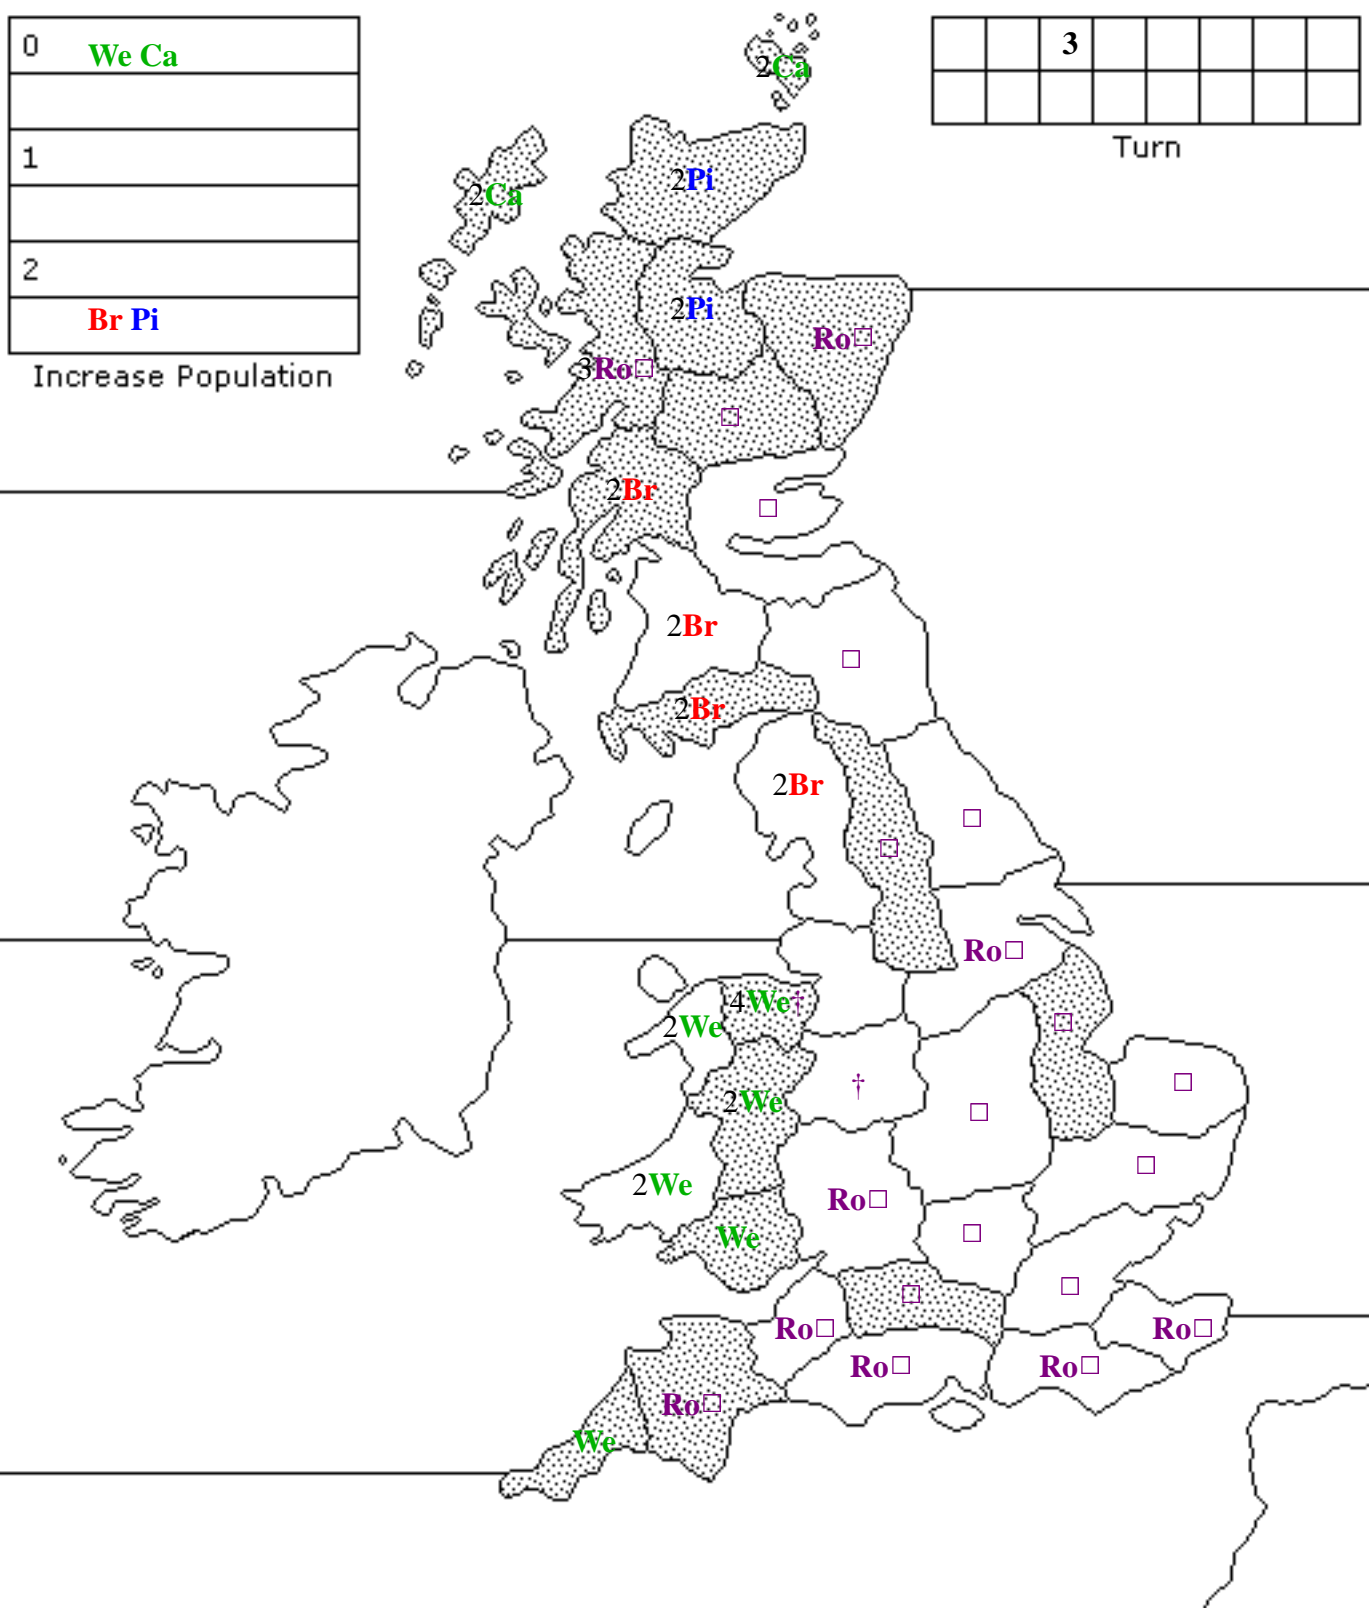 0 We Ca
1
2
Br Pi
Increase Population
3
Turn
2Ca
2Pi
2Ca
2Pi
Ro□
3Ro□
□
2Br
□
2Br
□
2Br
2Br
□
□
Ro□
4We†
2We
□
2We
†
□
□
□
2We
Ro□
We
□
□
□
Ro□
Ro□
Ro□
Ro□
Ro□
We